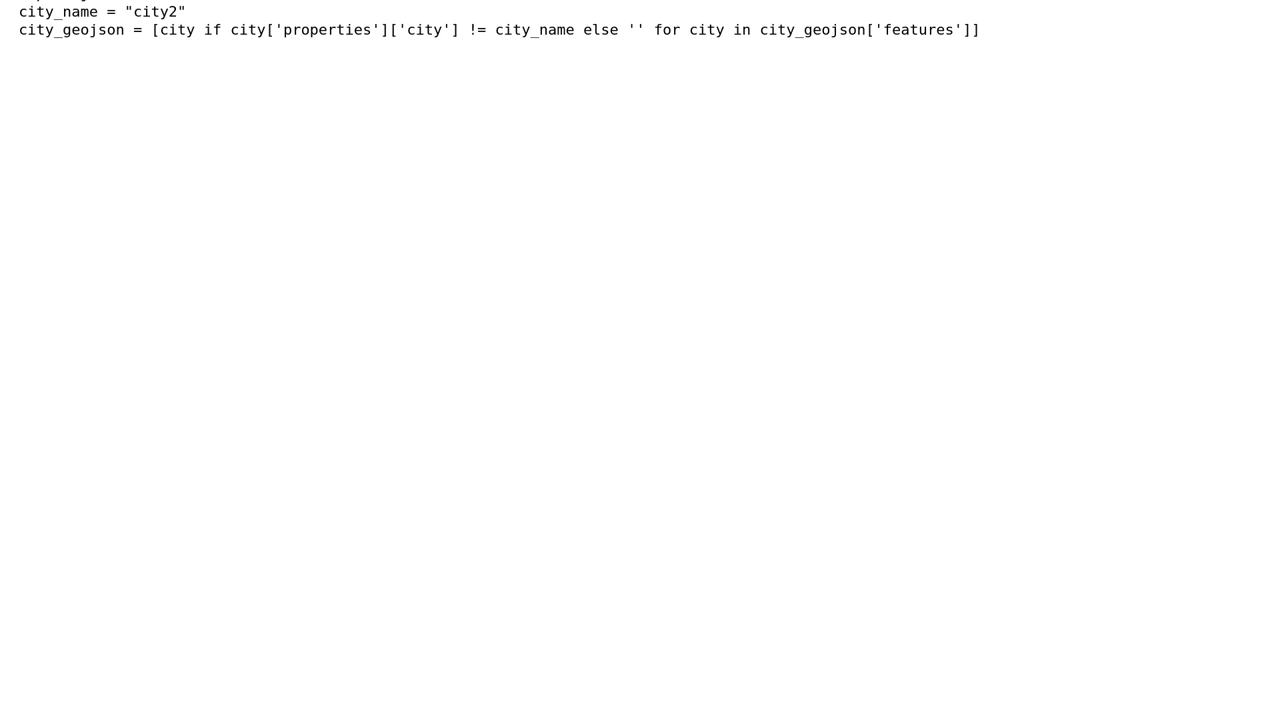 city_name = "city2"
city_geojson = [city if city['properties']['city'] != city_name else '' for city in city_geojson['features']]